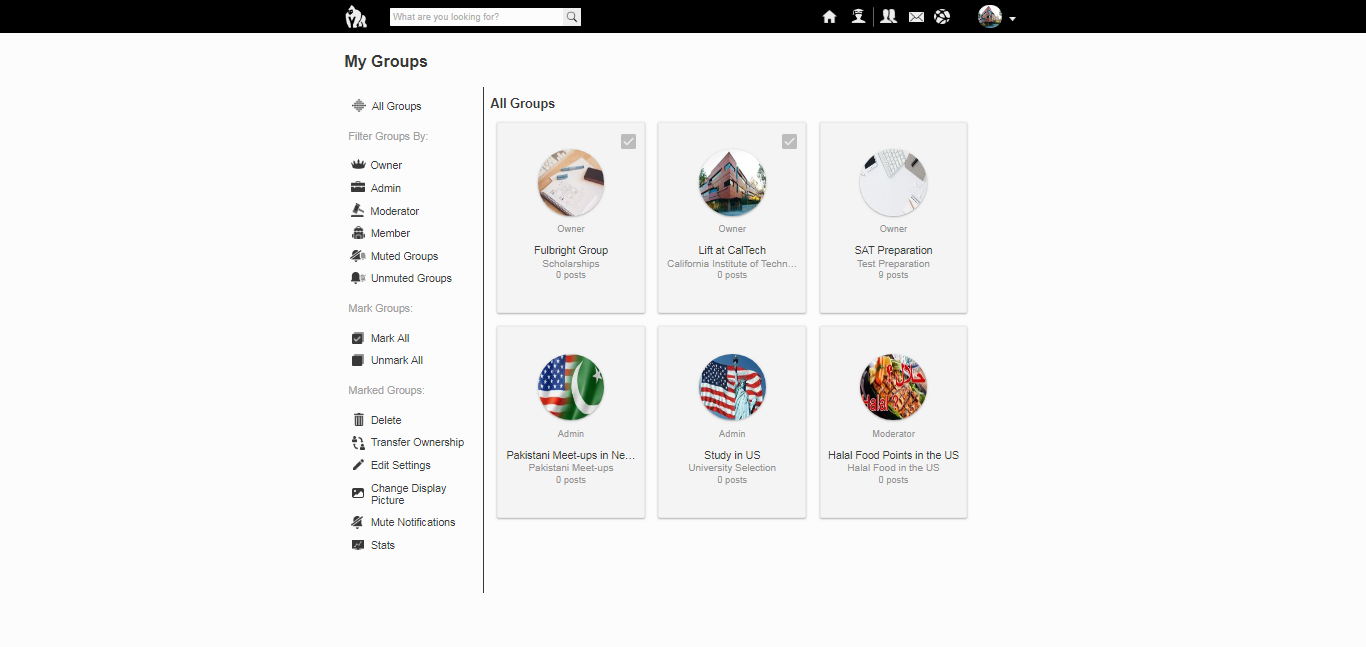 What are you looking for?
My Groups
All Groups
Filter Groups By:
Owner
Admin
Moderator
Member
Muted Groups
Unmuted Groups
Mark Groups:
Mark All
Unmark All
Marked Groups:
Delete
Transfer Ownership
Edit Settings
Change Display
Picture
Mute Notifications
Stats
All Groups
Owner
Fulbright Group
Scholarships
0 posts
Owner
Lift at CalTech
California Institute of Techn...
0 posts
Owner
SAT Preparation
Test Preparation
9 posts
Admin
Pakistani Meet-ups in Ne...
Pakistani Meet-ups
0 posts
Admin
Study in US
University Selection
0 posts
حلال
Halal
Moderator
Halal Food Points in the US
Halal Food in the US
0 posts